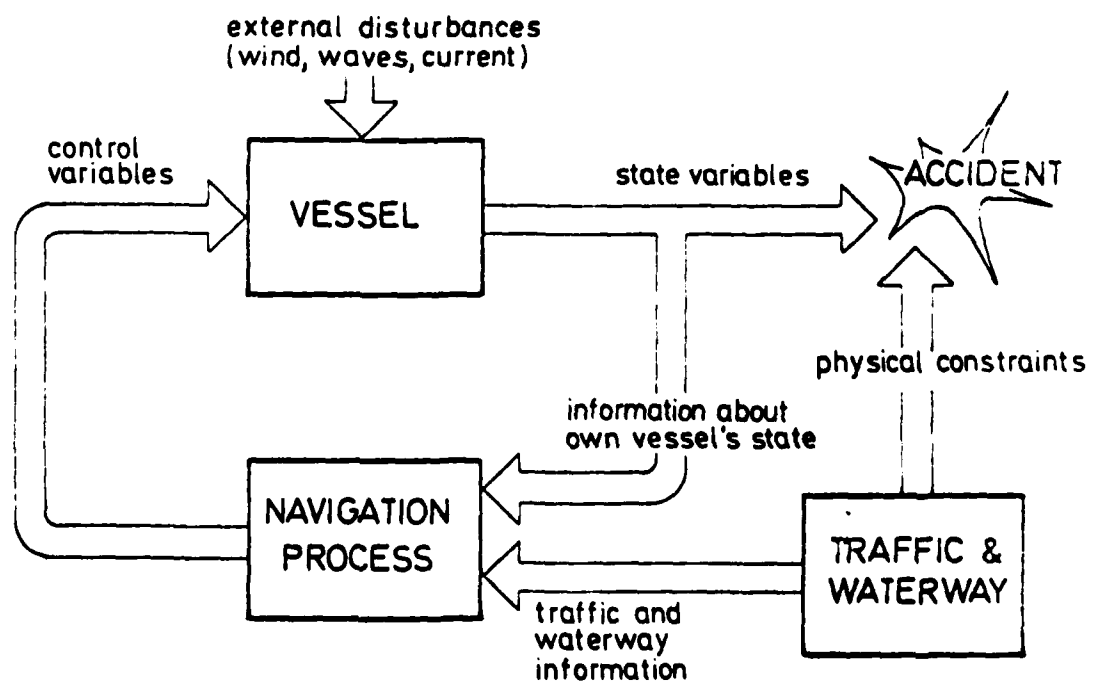 external disturbances
(wind, waves, current)
control
variables
VESSEL
state variables
ACCIDENT
physical constraints
information about
own vessel's state
NAVIGATION
PROCESS
TRAFFIC &
WATERWAY
traffic and
waterway
information